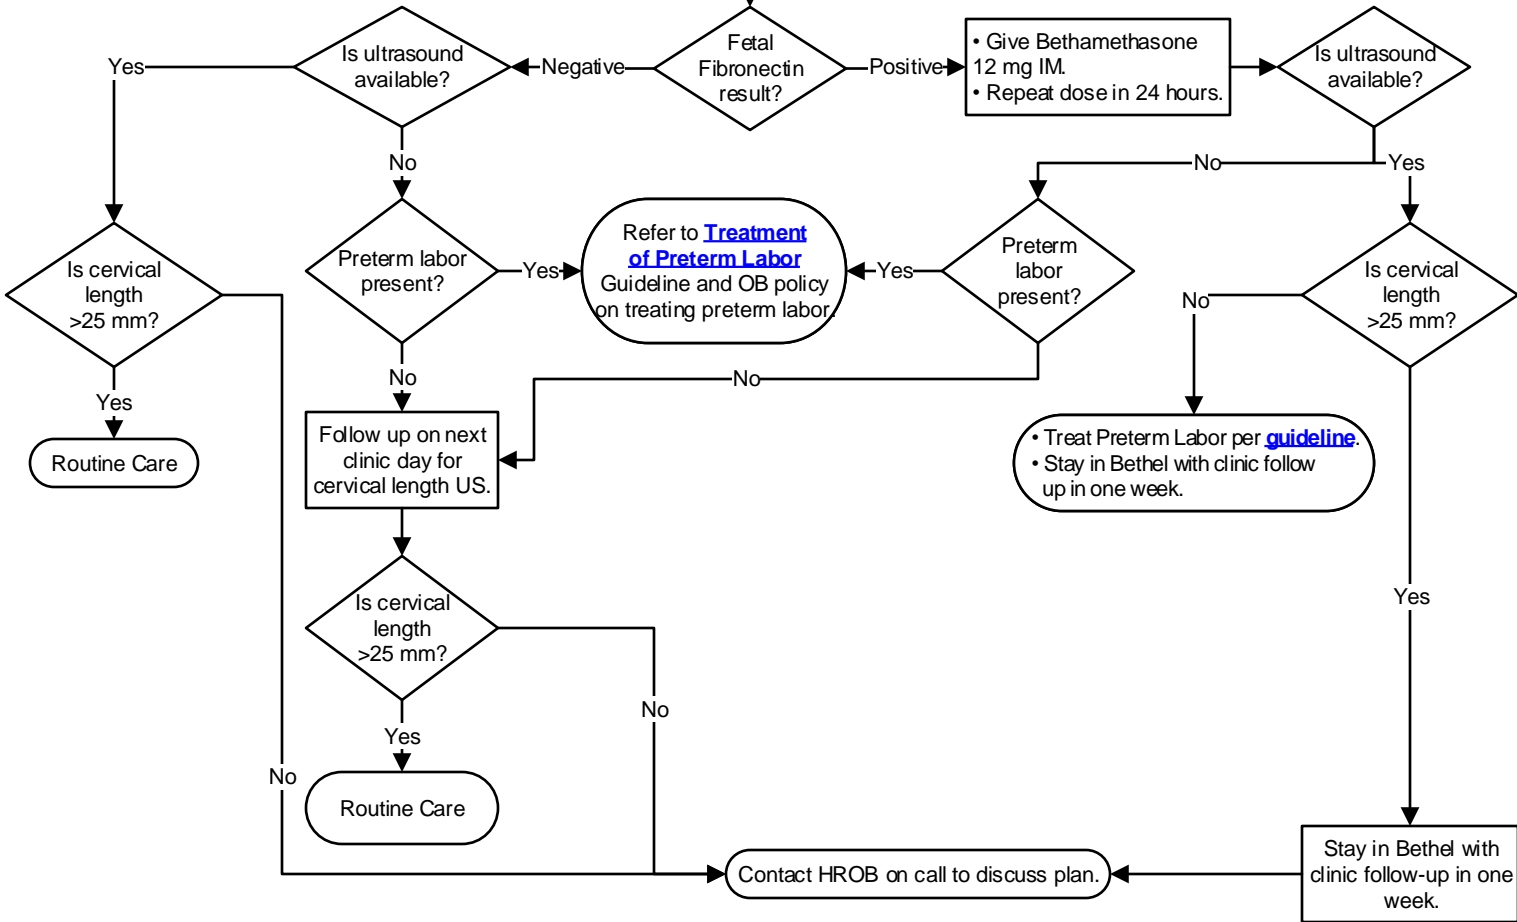 Is ultrasound
available?
Yes
Negative
Fetal
Fibronectin
result?
Positive
• Give Bethamethasone
12 mg IM.
• Repeat dose in 24 hours.
Is ultrasound
available?
No
No
Yes
Is cervical
length
>25 mm?
Preterm labor
present?
Yes
Refer to Treatment
of Preterm Labor
Guideline and OB policy
on treating preterm labor.
Yes
Preterm
labor
present?
Is cervical
length
>25 mm?
No
No
No
Yes
Routine Care
Follow up on next
clinic day for
cervical length US.
• Treat Preterm Labor per guideline.
• Stay in Bethel with clinic follow
up in one week.
Is cervical
length
>25 mm?
Yes
No
Yes
No
Routine Care
Contact HROB on call to discuss plan.
Stay in Bethel with
clinic follow-up in one
week.